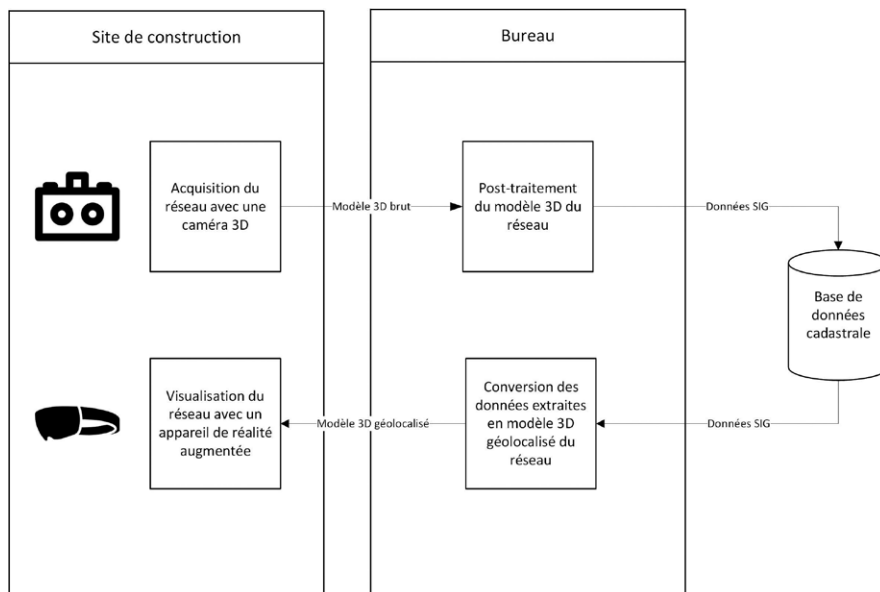 Site de construction
Bureau
Acquisition du
réseau avec une
caméra 3D
Modèle 3D brut
Post-traitement
du modèle 3D du
réseau
Données SIG
Base de
données
cadastrale
Visualisation du
réseau avec un
appareil de réalité
augmentée
Modèle 3D géolocalisé
Conversion des
données extraites
en modèle 3D
géolocalisé du
réseau
Données SIG